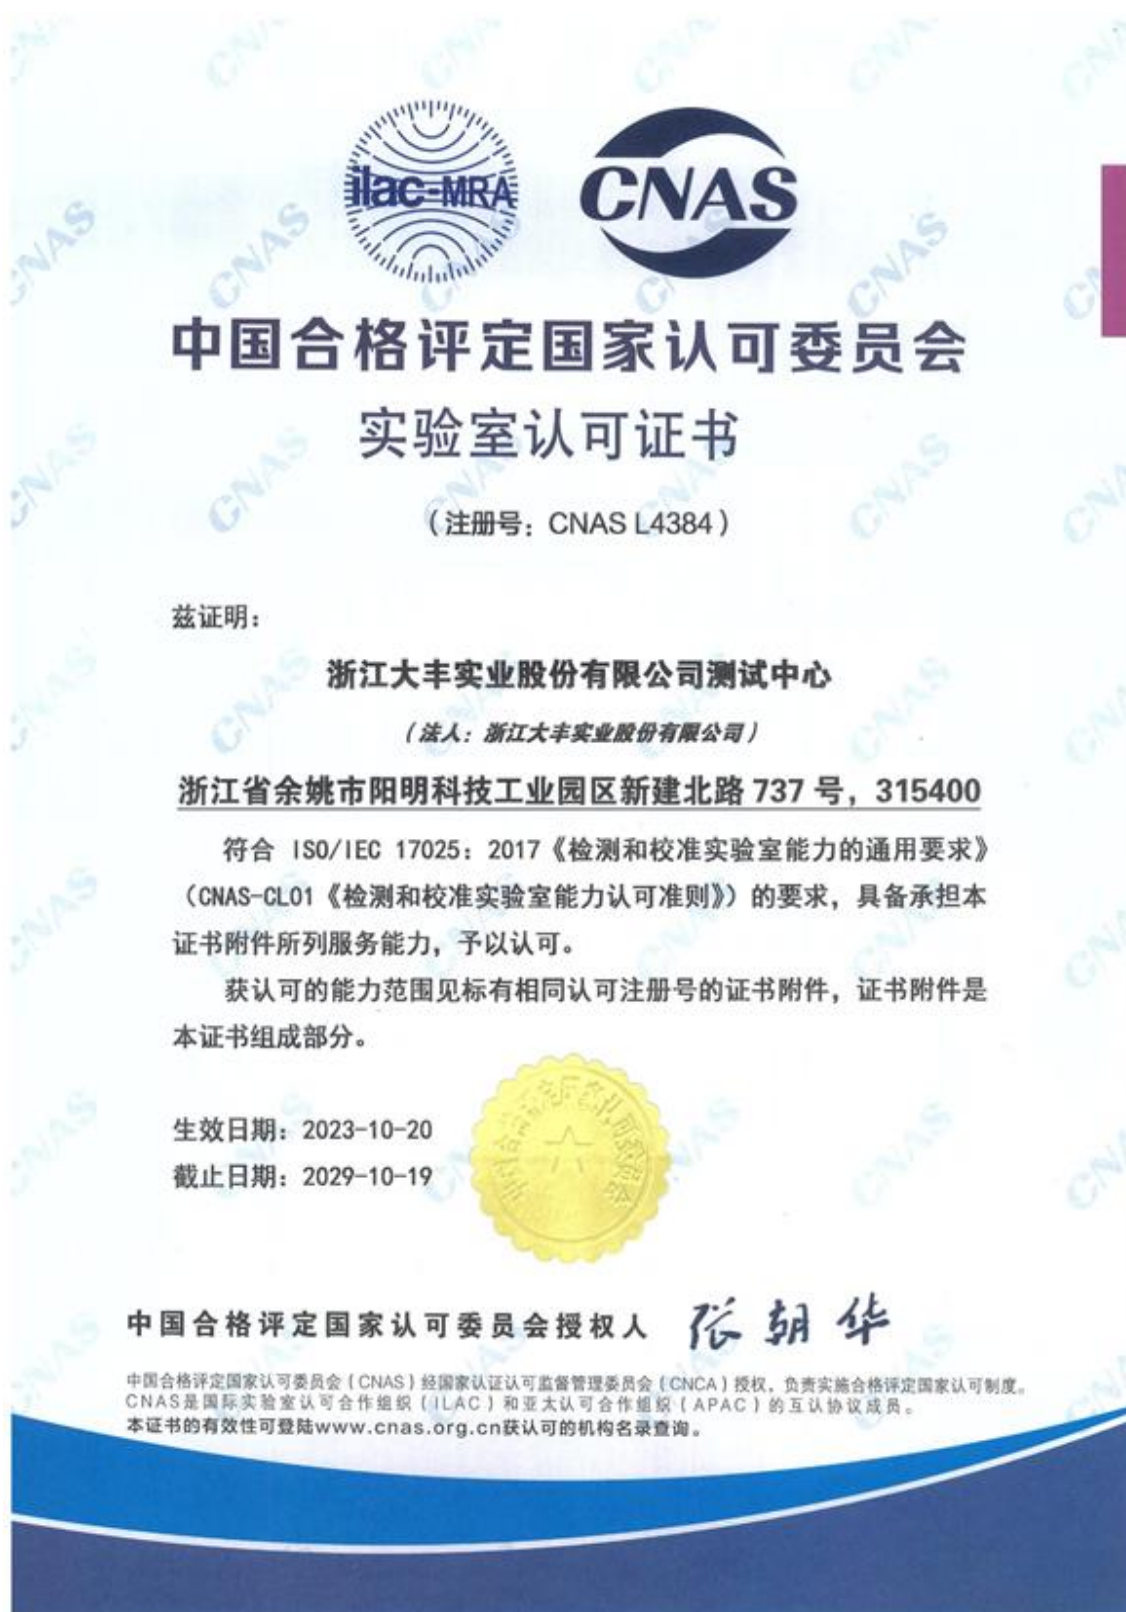 ilac-MRA
CNAS
中国合格评定国家认可委员会
实验室认可证书
（注册号：CNAS L4384）
兹证明：
浙江大丰实业股份有限公司测试中心
（法人：浙江大丰实业股份有限公司）
浙江省余姚市阳明科技工业园区新建北路 737 号，315400
符合 ISO/IEC 17025：2017《检测和校准实验室能力的通用要求》
（CNAS-CL01《检测和校准实验室能力认可准则》）的要求，具备承担本
证书附件所列服务能力，予以认可。
获认可的能力范围见标有相同认可注册号的证书附件，证书附件是
本证书组成部分。
生效日期：2023-10-20
截止日期：2029-10-19
中国合格评定国家认可委员会
中国合格评定国家认可委员会授权人 张朝华
中国合格评定国家认可委员会（CNAS）经国家认证认可监督管理委员会（CNCA）授权，负责实施合格评定国家认可制度。
CNAS是国际实验室认可合作组织（ILAC）和亚太认可合作组织（APAC）的互认协议成员。
本证书的有效性可登陆www.cnas.org.cn获认可的机构名录查询。